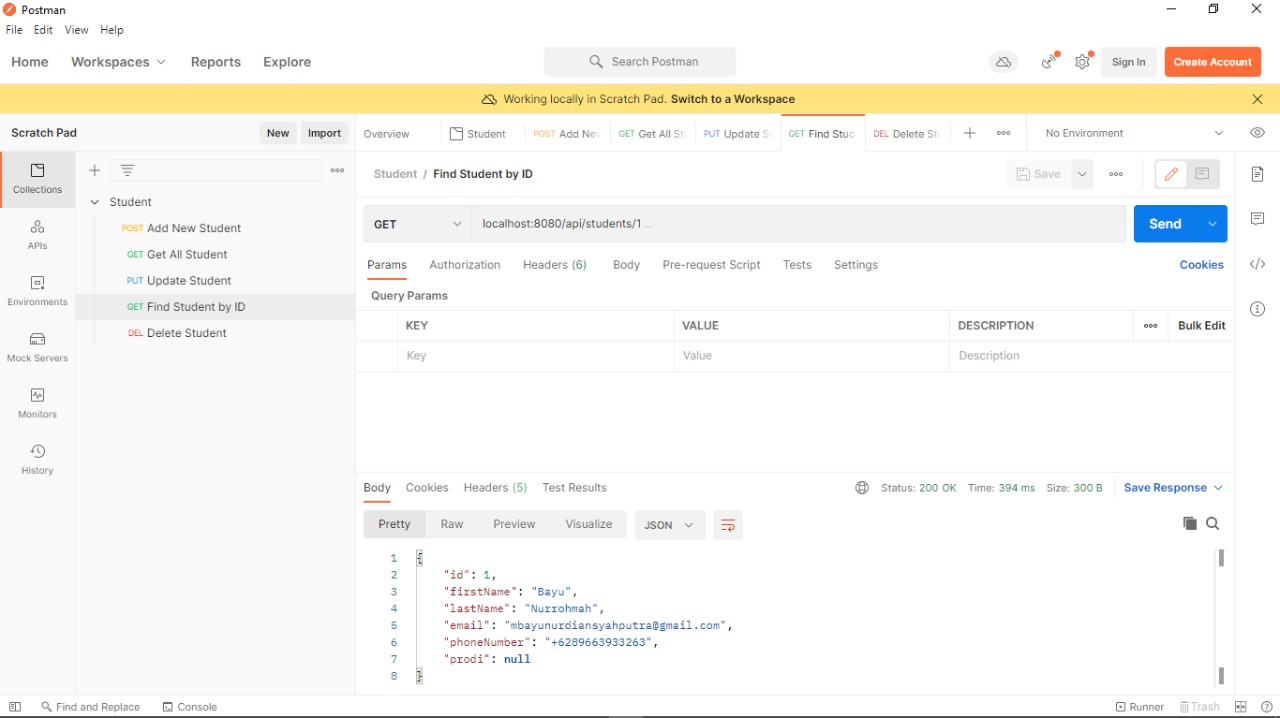 Postman
File Edit View Help
Home Workspaces Reports Explore Search Postman Sign In Create Account
Working locally in Scratch Pad. Switch to a Workspace
Scratch Pad New Import Overview Student POST Add New GET Get All St PUT Update S GET Find Stud DEL Delete St No Environment
Collections
APIs
Environments
Mock Servers
Monitors
History
Student
POST Add New Student
GET Get All Student
PUT Update Student
GET Find Student by ID
DEL Delete Student
Student / Find Student by ID Save
GET localhost:8080/api/students/1 ... Send
Params Authorization Headers (6) Body Pre-request Script Tests Settings Cookies
Query Params
KEY VALUE DESCRIPTION Bulk Edit
Key Value Description
Body Cookies Headers (5) Test Results Status: 200 OK Time: 394 ms Size: 300 B Save Response
Pretty Raw Preview Visualize JSON
1 {
2 "id": 1,
3 "firstName": "Bayu",
4 "lastName": "Nurrohmah",
5 "email": "mbayunurdiansyahputra@gmail.com",
6 "phoneNumber": "+6289663933263",
7 "prodi": null
8 }
Find and Replace Console Runner Trash